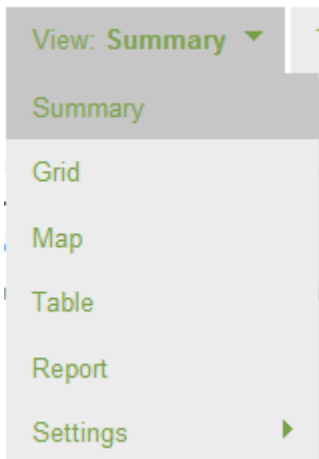 View: Summary
Summary
Grid
Map
Table
Report
Settings